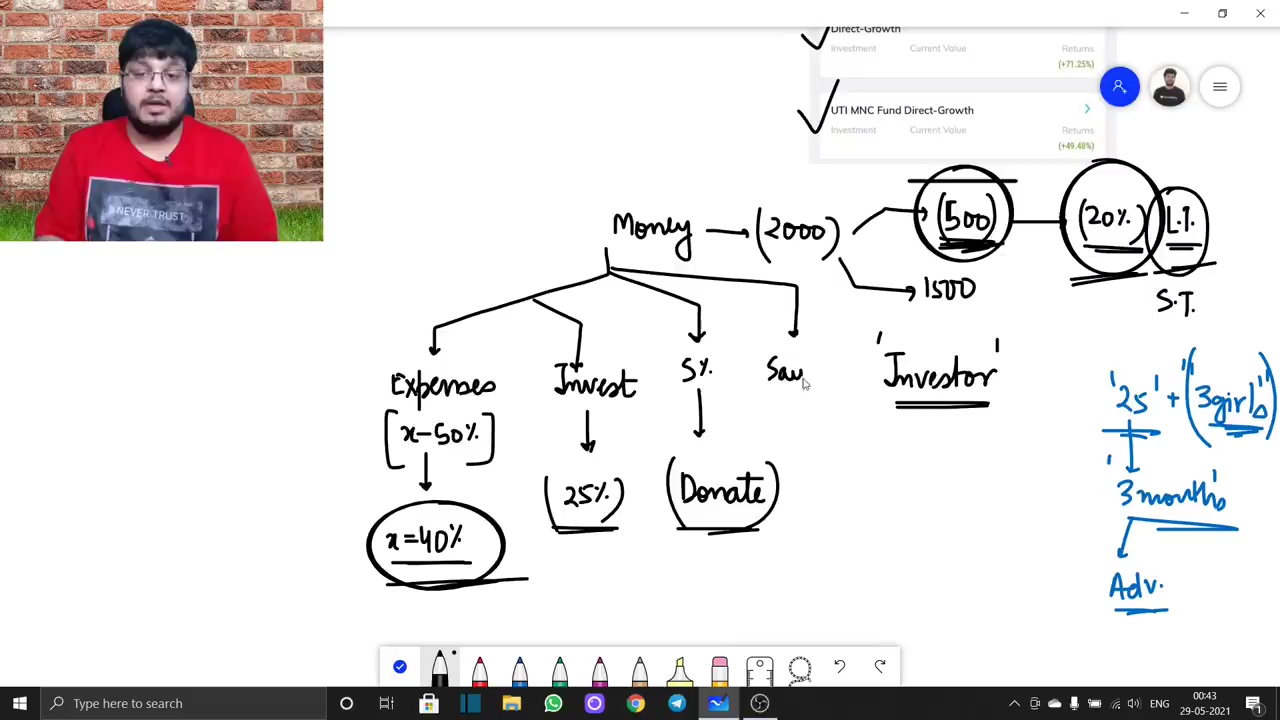 Direct-Growth
Investment Current Value Returns
(+71.25%)
UTI MNC Fund Direct-Growth
Investment Current Value Returns
(+49.48%)
NEVER TRUST
Money → (2000)
(500)
(20%)
L.T.
1500
S.T.
Expenses
Invest
5%
Sav
'Investor'
'25' + ("3girls")
[x-50%]
(25%)
(Donate)
'3months'
x=40%
Adv.
Type here to search
ENG
00:43
29-05-2021
1